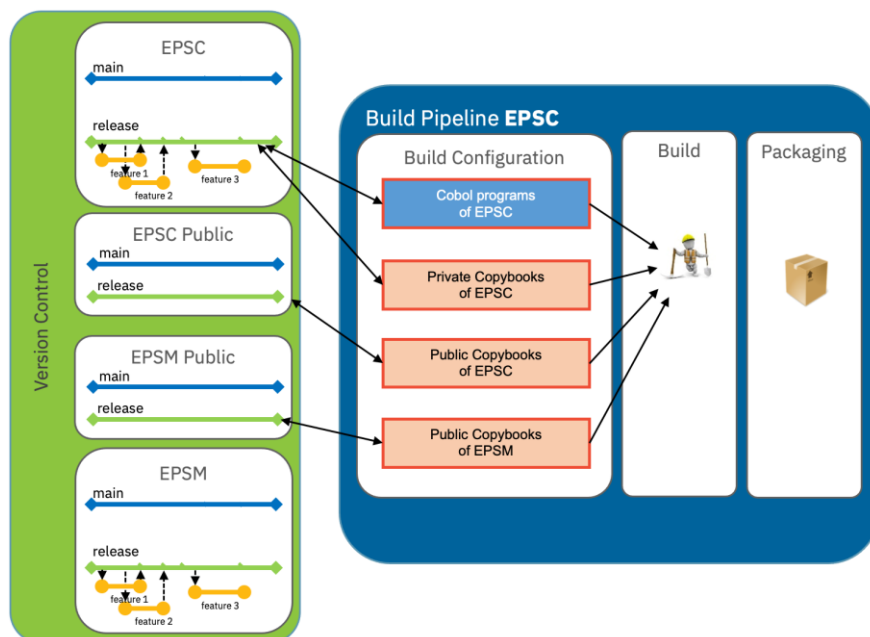 Version Control
EPSC
main
release
feature 1
feature 2
feature 3
EPSC Public
main
release
EPSM Public
main
release
EPSM
main
release
feature 1
feature 2
feature 3
Build Pipeline EPSC
Build Configuration
Cobol programs
of EPSC
Private Copybooks
of EPSC
Public Copybooks
of EPSC
Public Copybooks
of EPSM
Build
Packaging